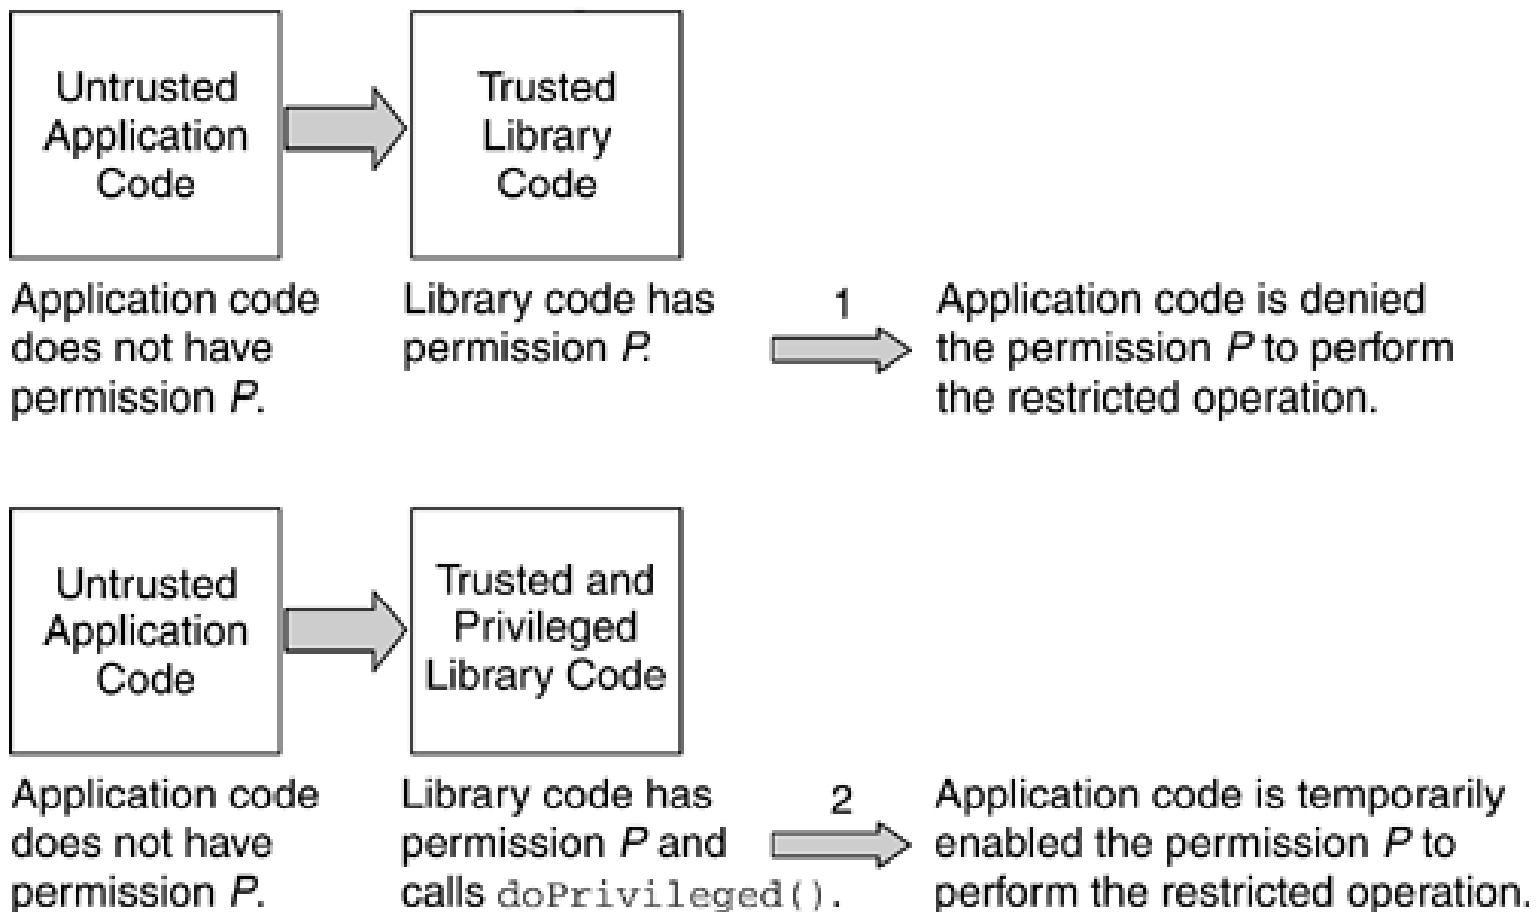 Untrusted
Application
Code
Trusted
Library
Code
Application code
does not have
permission P.
Library code has
permission P.
1
Application code is denied
the permission P to perform
the restricted operation.
Untrusted
Application
Code
Trusted and
Privileged
Library Code
Application code
does not have
permission P.
Library code has
permission P and
calls doPrivileged().
2
Application code is temporarily
enabled the permission P to
perform the restricted operation.